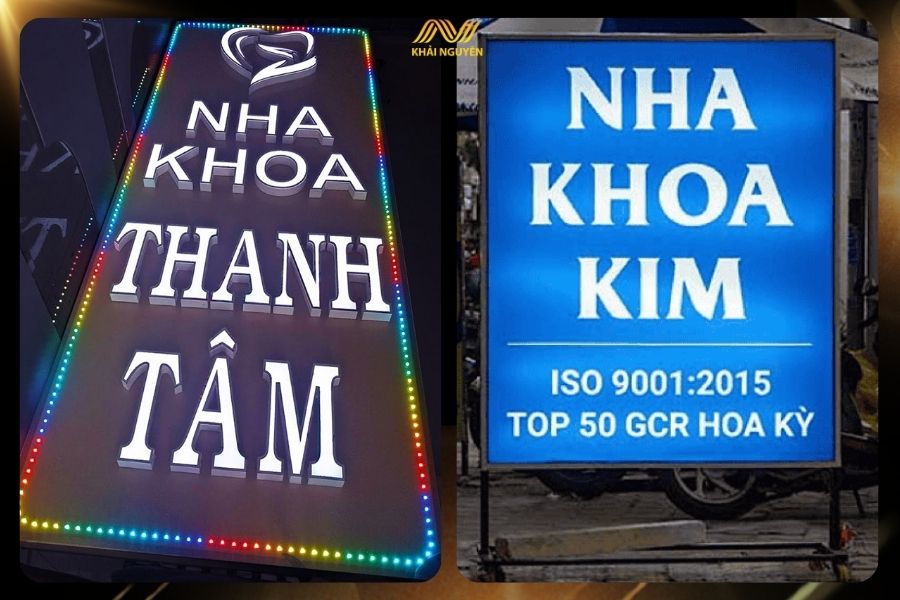 KHẢI NGUYÊN
NHA
KHOA
THANH
TÂM
NHA
KHOA
KIM
ISO 9001:2015
TOP 50 GCR HOA KỲ